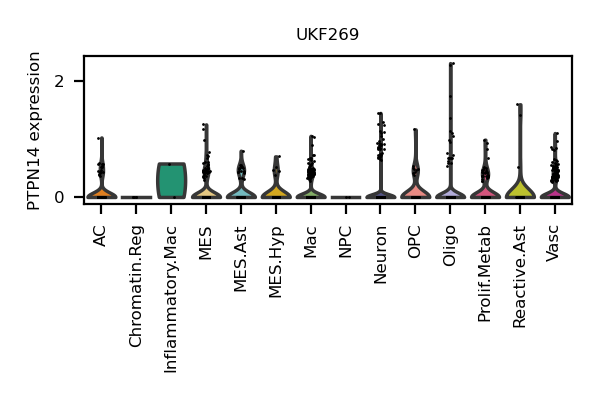 UKF269
PTPN14 expression
2
0
AC
Chromatin.Reg
Inflammatory.Mac
MES
MES.Ast
MES.Hyp
Mac
NPC
Neuron
OPC
Oligo
Prolif.Metab
Reactive.Ast
Vasc